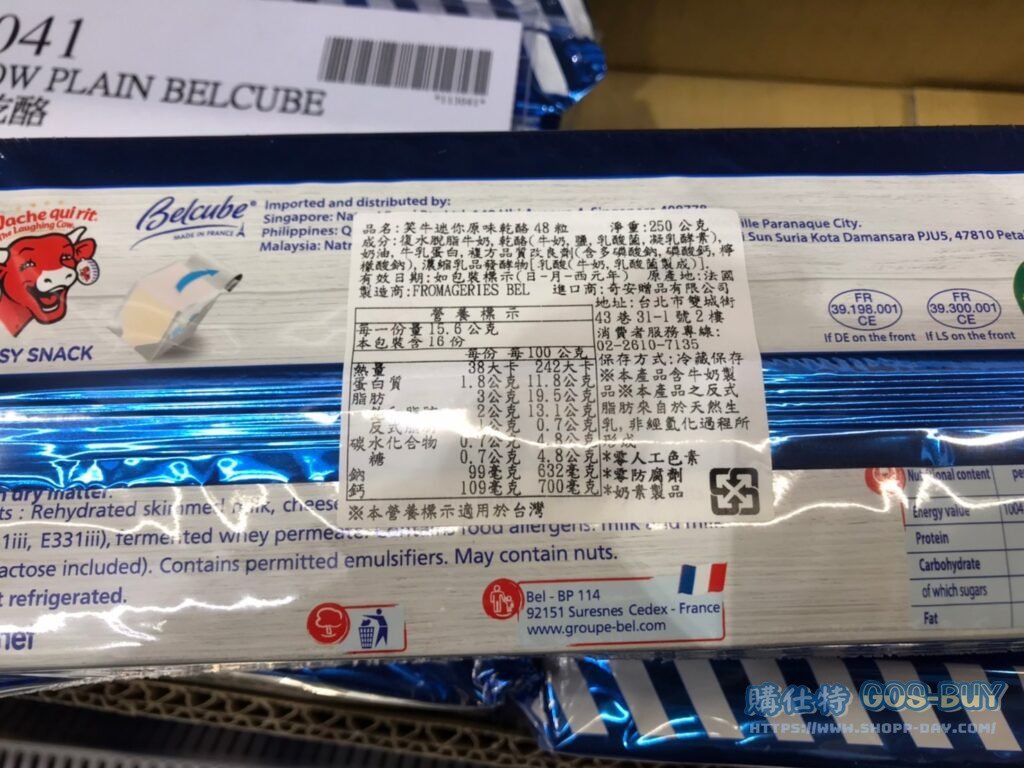 041
OW PLAIN BELCUBE
乾酪
*113041*
Vache qui rit
The Laughing Cow
SY SNACK
Belcube®
MADE IN FRANCE
Imported and distributed by:
Singapore: Na
Philippines: Q
Malaysia: Natr
ille Paranaque City.
i Sun Suria Kota Damansara PJU5, 47810 Peta
FR
39.198.001
CE
If DE on the front
FR
39.300.001
CE
If LS on the front
品名:笑牛迷你原味乾酪48粒 淨重:250公克
成分:復水脫脂牛奶,乾酪(牛奶,鹽,乳酸菌,凝乳酵素),
奶油,牛乳蛋白,複方品質改良劑(含多磷酸鈉,磷酸鈣,檸
檬酸鈉),濃縮乳品發酵物[乳酸(牛奶,乳酸菌製成)]
有效日期:如包裝標示(日-月-西元年) 原產地:法國
製造商:FROMAGERIES BEL 進口商:奇安贈品有限公司
地址:台北市雙城街
43巷31-1號2樓
消費者服務專線:
02-2610-7135
保存方式:冷藏保存
※本產品含牛奶製
品※本產品之反式
脂肪來自於天然生
乳,非經氫化過程所
形成
*零人工色素
*零防腐劑
*奶素製品
營養標示
每一份量15.6公克
本包裝含16份
每份 每100公克
熱量 38大卡 242大卡
蛋白質 1.8公克 11.8公克
脂肪 3公克 19.5公克
2公克 13.1公克
反式脂肪 公克 0.7公克
碳水化合物 0.7公克 4.8公克
糖 0.7公克 4.8公克
鈉 99毫克 632毫克
鈣 109毫克 700毫克
※本營養標示適用於台灣
dry matter.
ts : Rehydrated skimmed milk, cheese
1iii, E331iii), fermented whey permeate. Contains food allergens: milk and milk
actose included). Contains permitted emulsifiers. May contain nuts.
t refrigerated.
Bel - BP 114
92151 Suresnes Cedex - France
www.groupe-bel.com
Nutritional content pe
Energy value 1004
Protein
Carbohydrate
of which sugars
Fat
購仕特 GOS-BUY
HTTPS://WWW.SHOPP-DAY.COM/